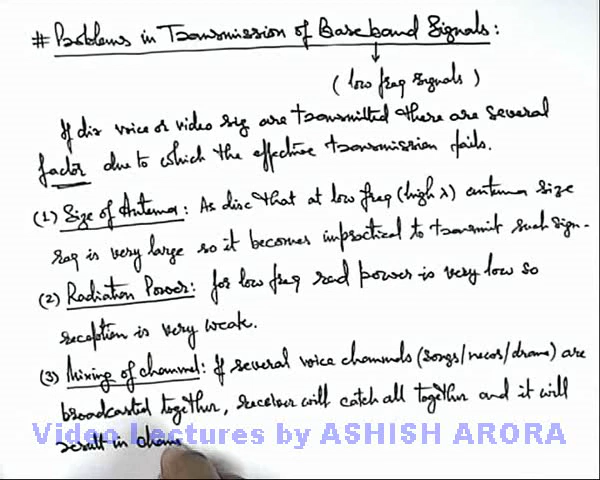 # Problems in Transmission of Baseband Signals:
(low freq signals)
If dir voice or video sig are transmitted there are several
factor due to which the effective transmission fails.
(1) Size of Antenna: As disc that at low freq (high λ) antenna size
req is very large so it becomes impractical to transmit such sign-
(2) Radiation Power: for low freq rad power is very low so
reception is very weak.
(3) Mixing of channel: If several voice channels (songs/news/drama) are
broadcasted together, receiver will catch all together and it will
result in chann
Video Lectures by ASHISH ARORA